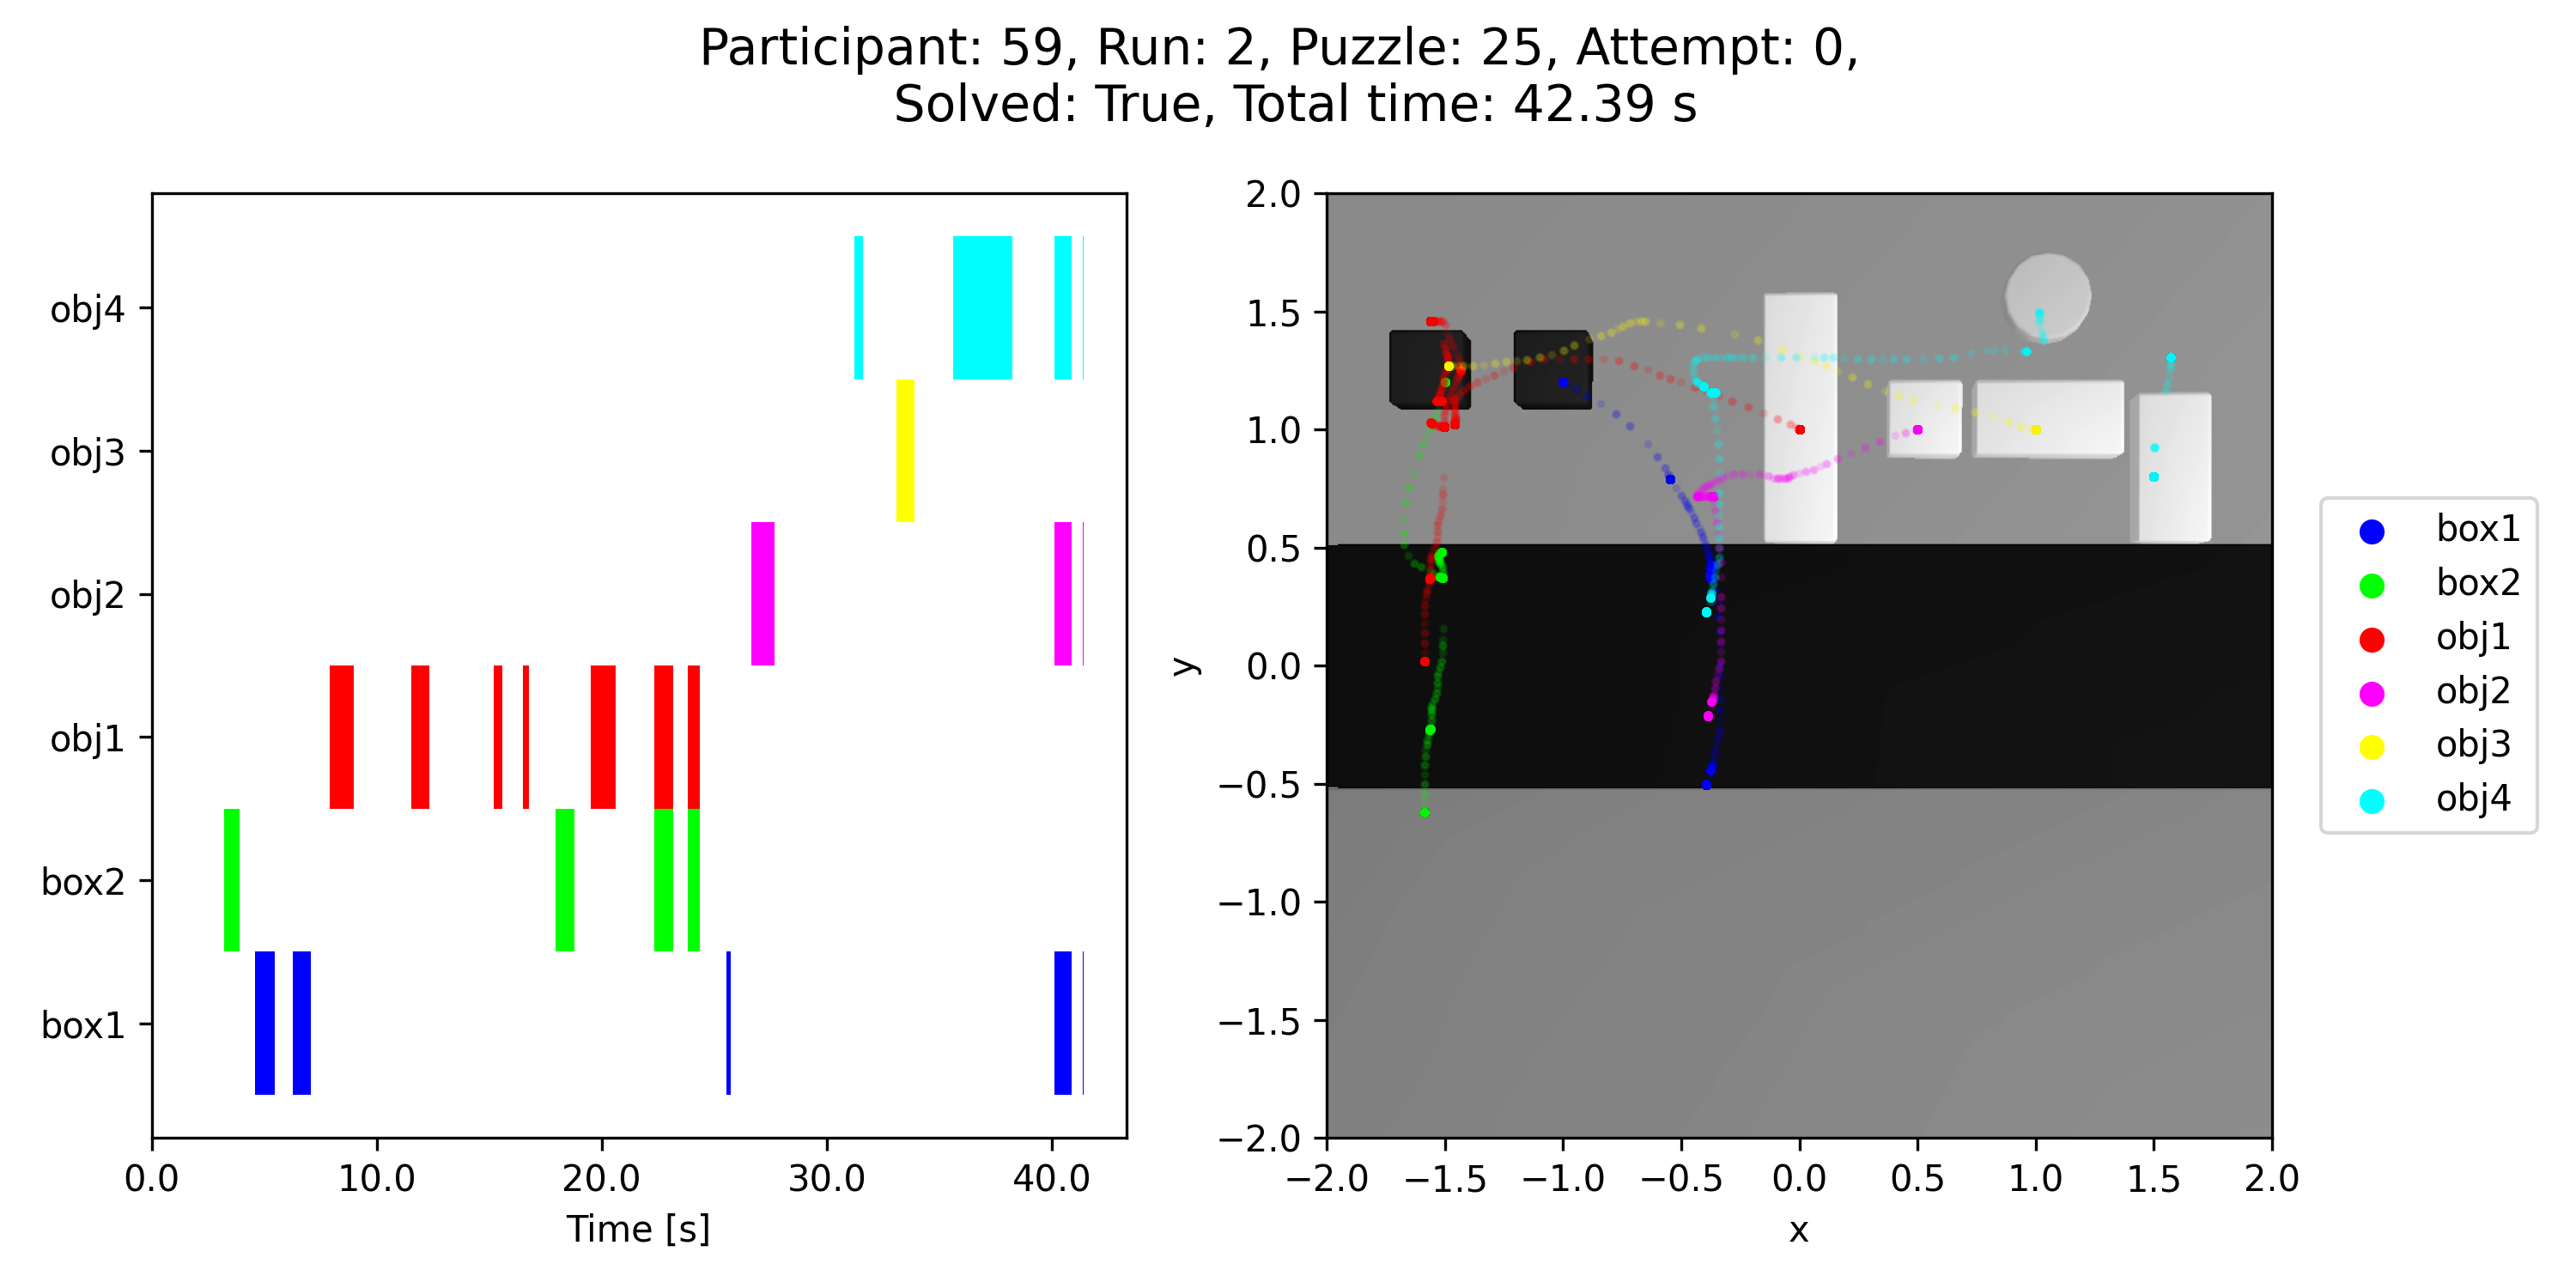 Participant: 59, Run: 2, Puzzle: 25, Attempt: 0,
Solved: True, Total time: 42.39 s
obj4
obj3
obj2
obj1
box2
box1
0.0 10.0 20.0 30.0 40.0
Time [s]
2.0
1.5
1.0
0.5
0.0
−0.5
−1.0
−1.5
−2.0
y
−2.0 −1.5 −1.0 −0.5 0.0 0.5 1.0 1.5 2.0
x
box1
box2
obj1
obj2
obj3
obj4